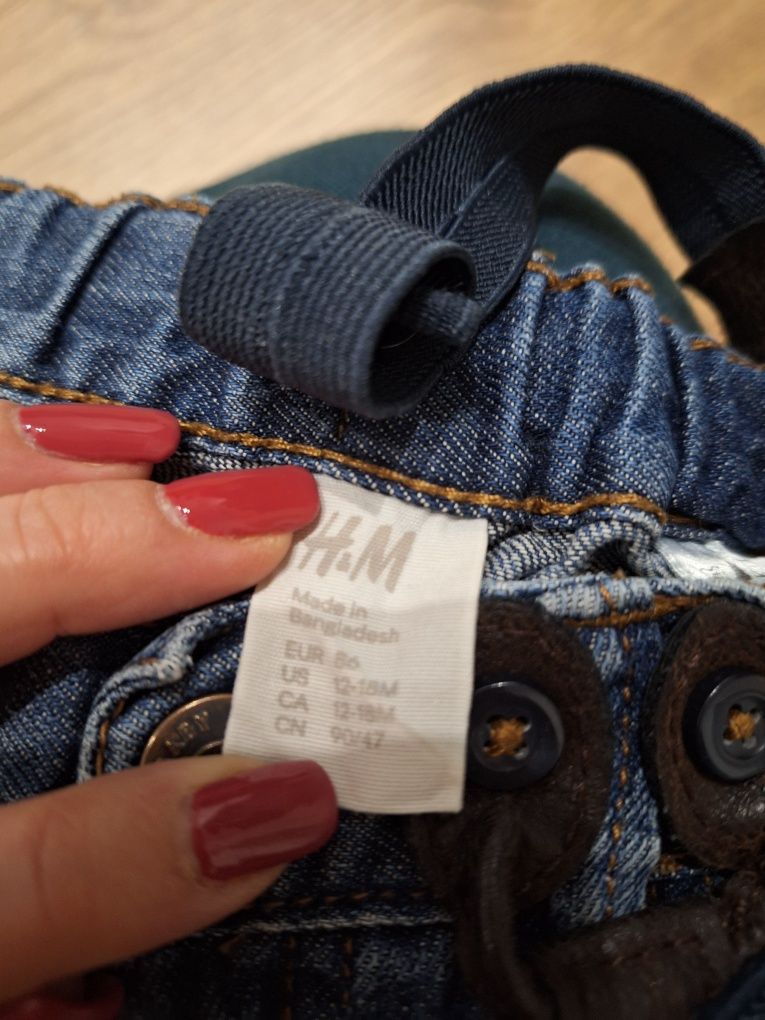 H&M
Made in
Bangladesh
EUR 86
US 12-18M
CA 12-18M
CN 90/47